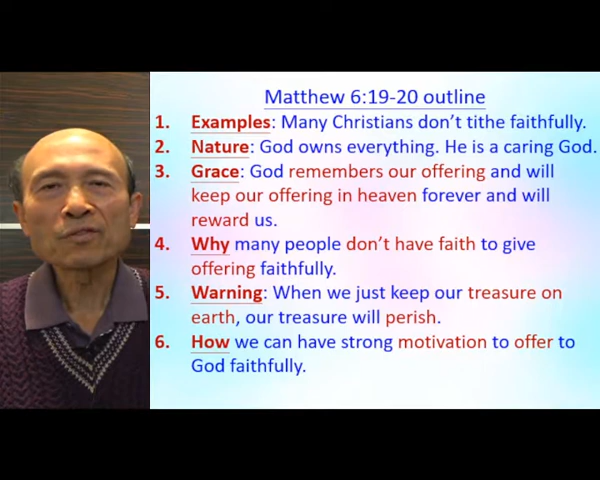 Matthew 6:19-20 outline
1. Examples: Many Christians don't tithe faithfully.
2. Nature: God owns everything. He is a caring God.
3. Grace: God remembers our offering and will
keep our offering in heaven forever and will
reward us.
4. Why many people don't have faith to give
offering faithfully.
5. Warning: When we just keep our treasure on
earth, our treasure will perish.
6. How we can have strong motivation to offer to
God faithfully.